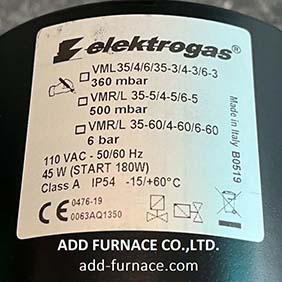 elektrogas®
VML35/4/6/35-3/4-3/6-3
360 mbar
VMR/L 35-5/4-5/6-5
500 mbar
VMR/L 35-60/4-60/6-60
6 bar
110 VAC - 50/60 Hz
45 W (START 180W)
Class A IP54 -15/+60°C
CE 0476-19
0063AQ1350
Made in Italy B0519
ADD FURNACE CO.,LTD.
add-furnace.com